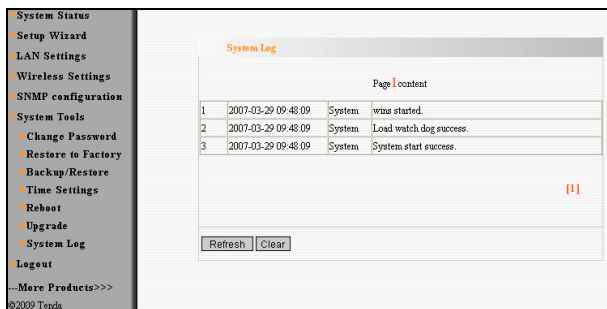 System Status
Setup Wizard
LAN Settings
Wireless Settings
SNMP configuration
System Tools
Change Password
Restore to Factory
Backup/Restore
Time Settings
Reboot
Upgrade
System Log
Logout
---More Products>>>
©2009 Tenda
System Log
Page 1 content
1 2007-03-29 09:48:09 System wins started.
2 2007-03-29 09:48:09 System Load watch dog success.
3 2007-03-29 09:48:09 System System start success.
[1]
Refresh Clear